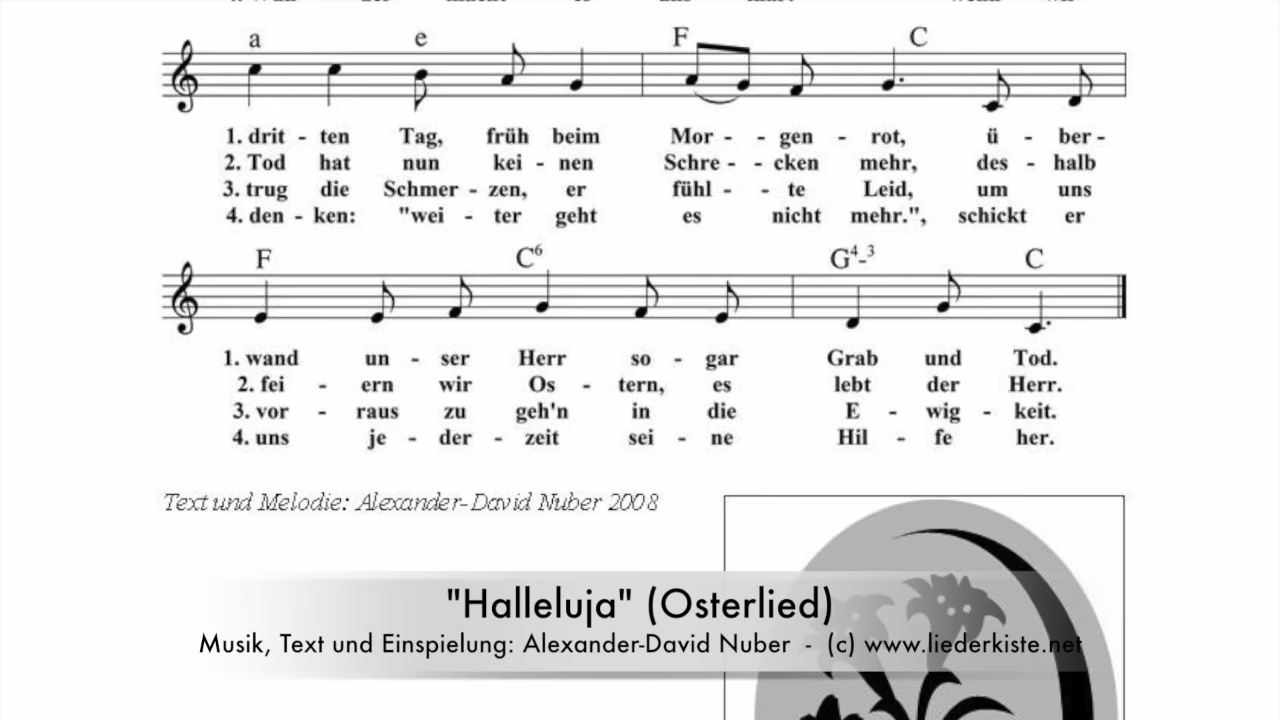 a e F C
1. drit - ten Tag, früh beim Mor - - gen - rot, ü - ber -
2. Tod hat nun kei - nen Schre - - cken mehr, des - halb
3. trug die Schmer - zen, er fühl - - te Leid, um uns
4. den - ken: "wei - ter geht es nicht mehr.", schickt er
F C6 G4-3 C
1. wand un - ser Herr so - gar Grab und Tod.
2. fei - ern wir Os - tern, es lebt der Herr.
3. vor - raus zu geh'n in die E - wig - keit.
4. uns je - der - zeit sei - ne Hil - fe her.
Text und Melodie: Alexander-David Nuber 2008
"Halleluja" (Osterlied)
Musik, Text und Einspielung: Alexander-David Nuber - (c) www.liederkiste.net